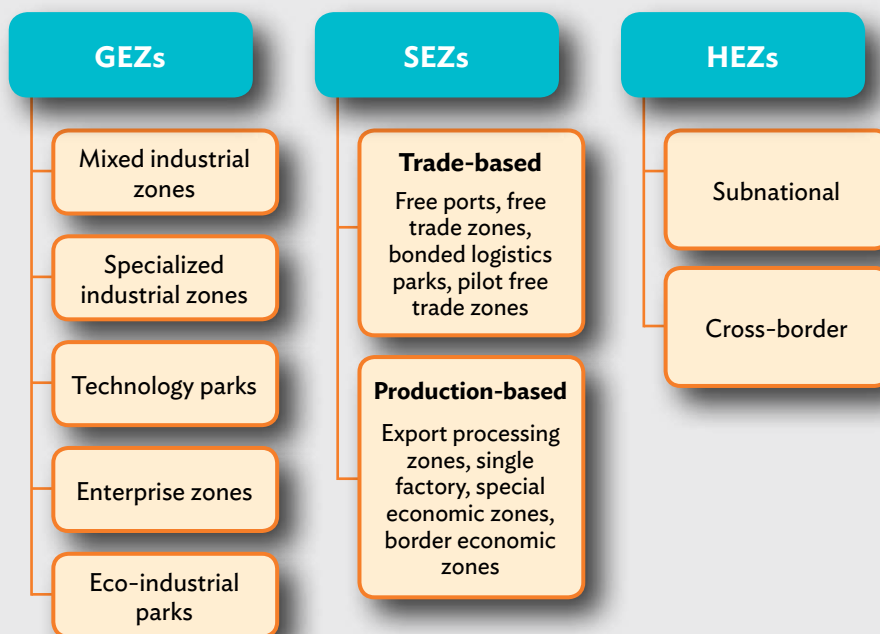 GEZs
Mixed industrial
zones
Specialized
industrial zones
Technology parks
Enterprise zones
Eco-industrial
parks
SEZs
Trade-based
Free ports, free
trade zones,
bonded logistics
parks, pilot free
trade zones
Production-based
Export processing
zones, single
factory, special
economic zones,
border economic
zones
HEZs
Subnational
Cross-border